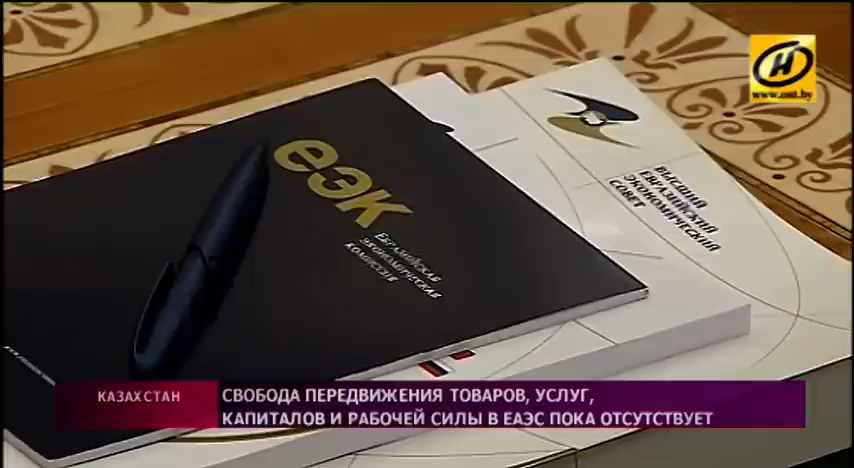 www.ont.by
еэк
Евразийская
экономическая
комиссия
ВЫСШИЙ
ЕВРАЗИЙСКИЙ
ЭКОНОМИЧЕСКИЙ
СОВЕТ
КАЗАХСТАН
СВОБОДА ПЕРЕДВИЖЕНИЯ ТОВАРОВ, УСЛУГ,
КАПИТАЛОВ И РАБОЧЕЙ СИЛЫ В ЕАЭС ПОКА ОТСУТСТВУЕТ